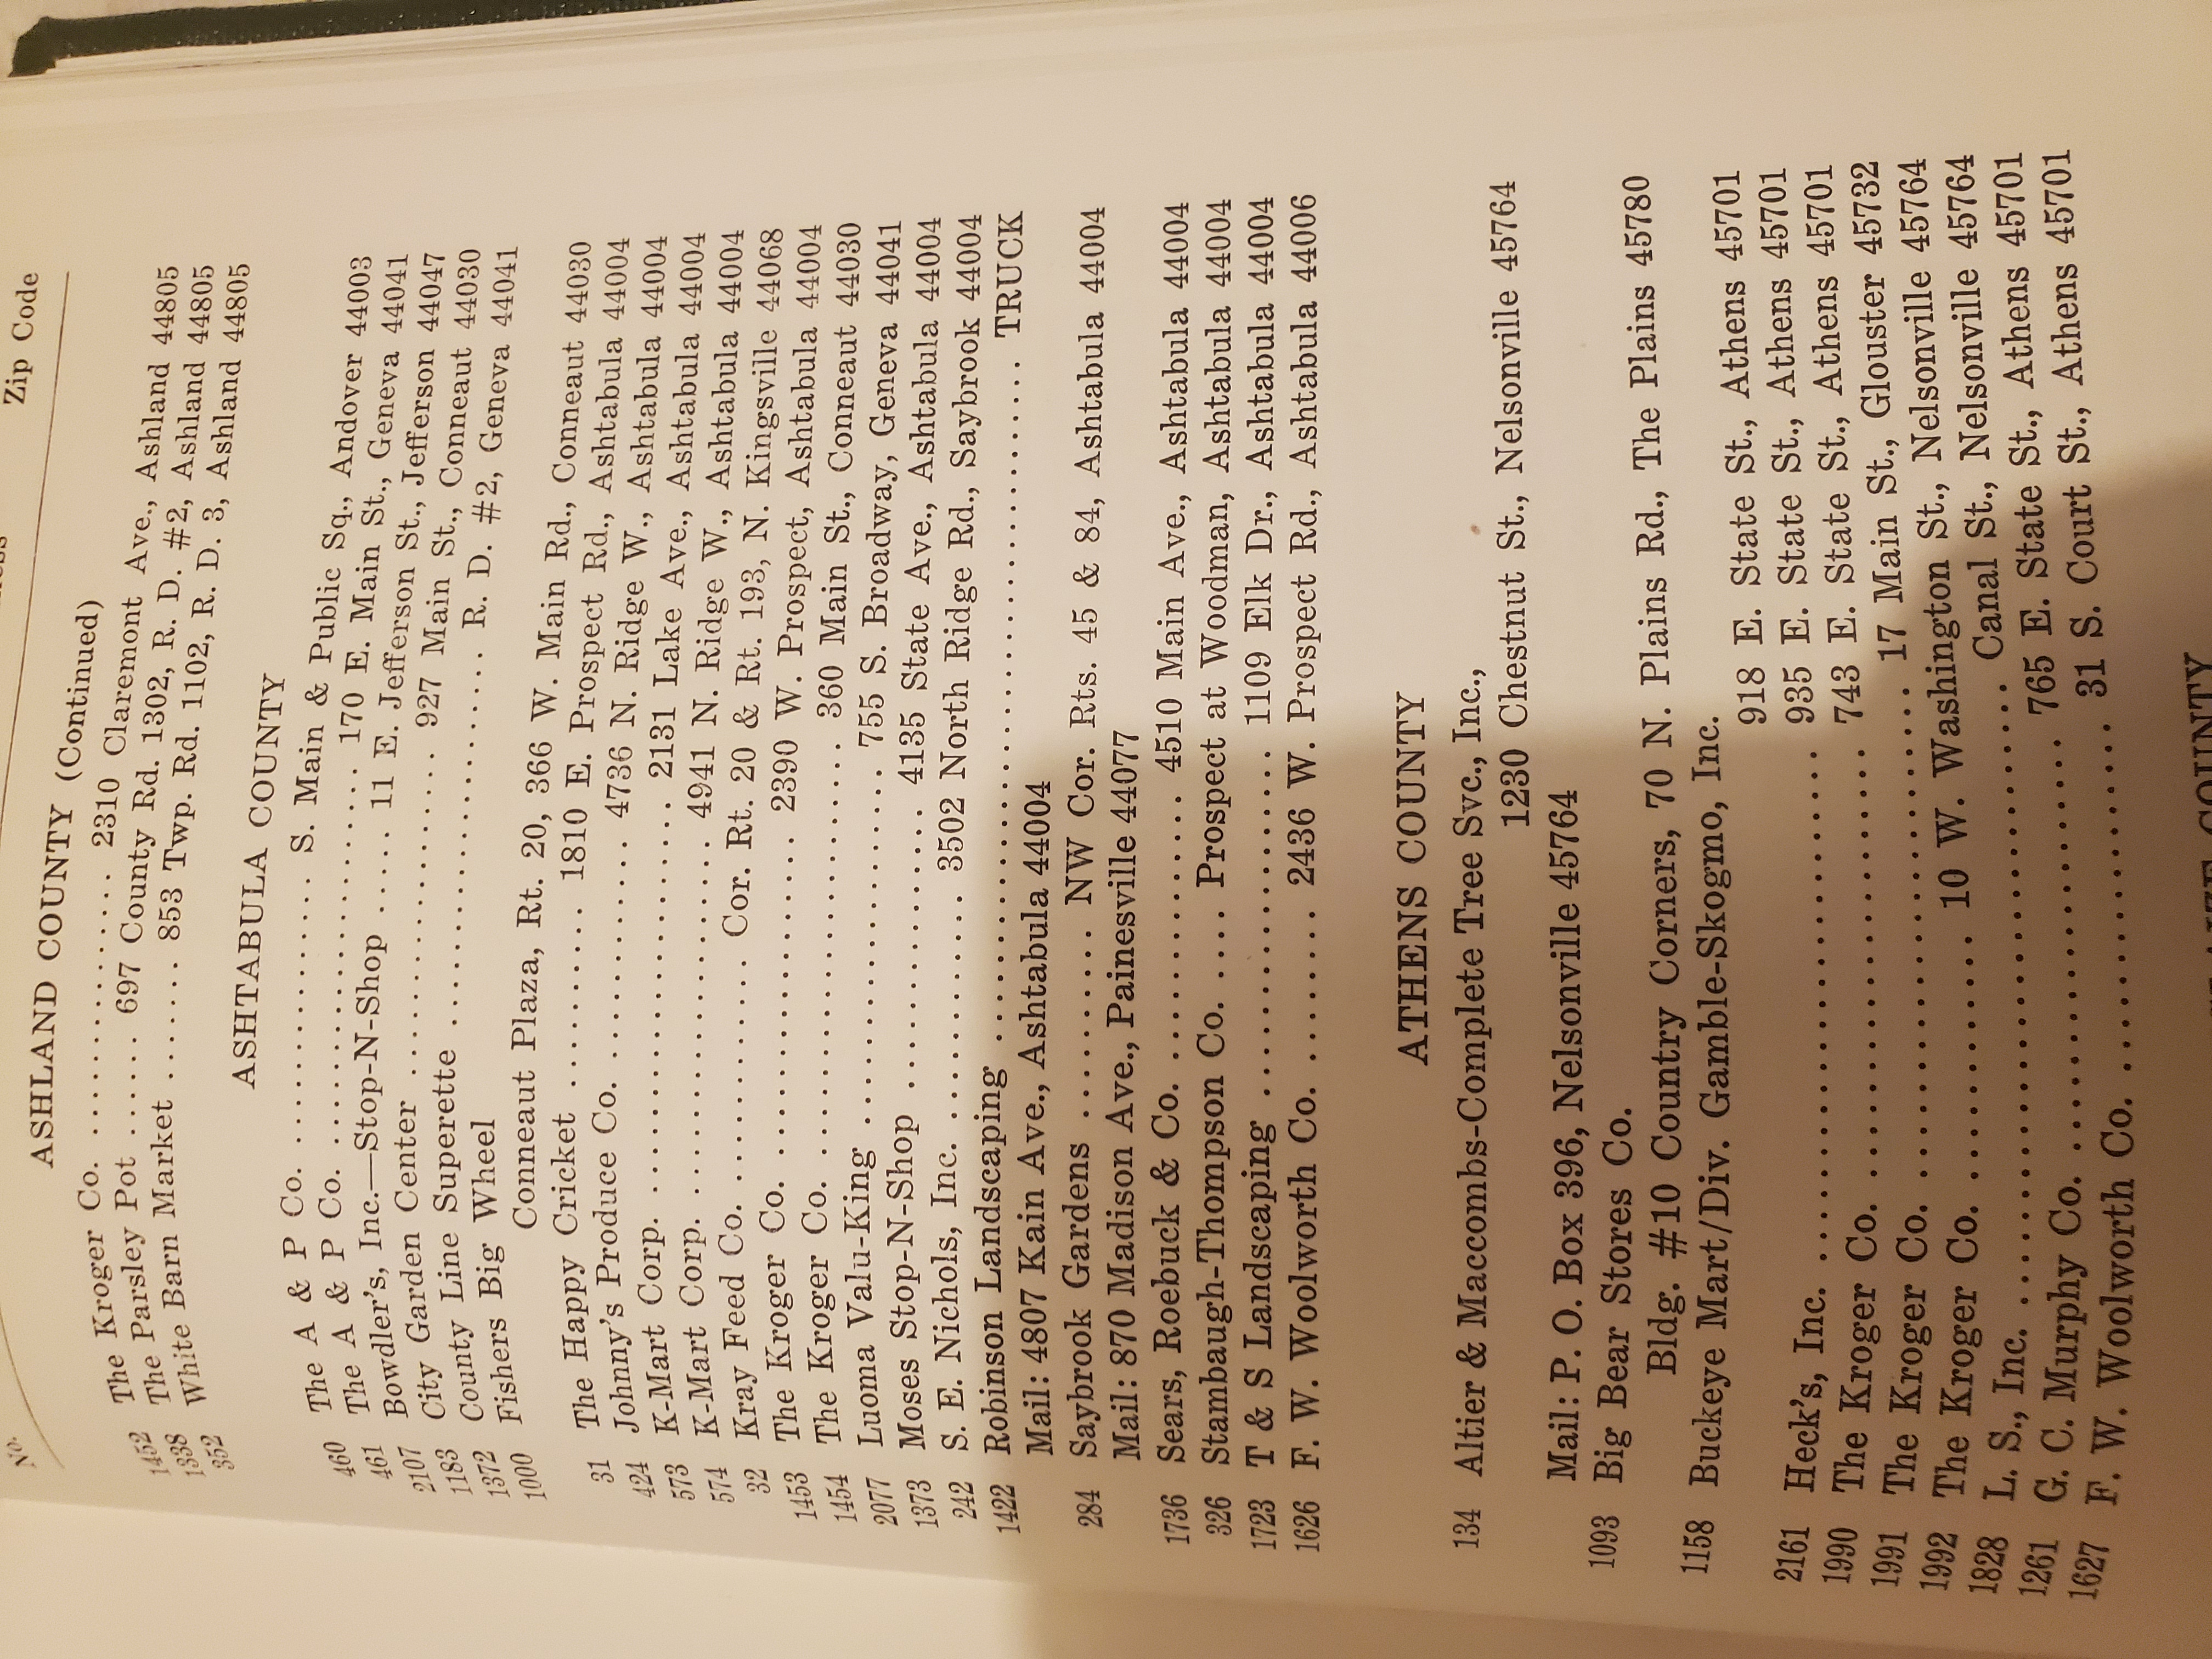 No.
Zip Code
ASHLAND COUNTY (Continued)
1452 The Kroger Co. .................. 2310 Claremont Ave., Ashland 44805
1338 The Parsley Pot ...... 697 County Rd. 1302, R. D. #2, Ashland 44805
352 White Barn Market ....... 853 Twp. Rd. 1102, R. D. 3, Ashland 44805
ASHTABULA COUNTY
460 The A & P Co. .................... S. Main & Public Sq., Andover 44003
461 The A & P Co. ........................ 170 E. Main St., Geneva 44041
2107 Bowdler's, Inc.—Stop-N-Shop ..... 11 E. Jefferson St., Jefferson 44047
1183 City Garden Center .................... 927 Main St., Conneaut 44030
1372 County Line Superette ...................... R. D. #2, Geneva 44041
1000 Fishers Big Wheel
Conneaut Plaza, Rt. 20, 366 W. Main Rd., Conneaut 44030
31 The Happy Cricket ............ 1810 E. Prospect Rd., Ashtabula 44004
424 Johnny's Produce Co. .............. 4736 N. Ridge W., Ashtabula 44004
573 K-Mart Corp. ......................... 2131 Lake Ave., Ashtabula 44004
574 K-Mart Corp. ...................... 4941 N. Ridge W., Ashtabula 44004
32 Kray Feed Co. ............... Cor. Rt. 20 & Rt. 193, N. Kingsville 44068
1453 The Kroger Co. .................... 2390 W. Prospect, Ashtabula 44004
1454 The Kroger Co. ........................ 360 Main St., Conneaut 44030
2077 Luoma Valu-King .................... 755 S. Broadway, Geneva 44041
1373 Moses Stop-N-Shop ................ 4135 State Ave., Ashtabula 44004
242 S. E. Nichols, Inc. ............. 3502 North Ridge Rd., Saybrook 44004
1422 Robinson Landscaping ........................................ TRUCK
Mail: 4807 Kain Ave., Ashtabula 44004
284 Saybrook Gardens .......... NW Cor. Rts. 45 & 84, Ashtabula 44004
Mail: 870 Madison Ave., Painesville 44077
1736 Sears, Roebuck & Co. ............... 4510 Main Ave., Ashtabula 44004
326 Stambaugh-Thompson Co. ..... Prospect at Woodman, Ashtabula 44004
1723 T & S Landscaping ................... 1109 Elk Dr., Ashtabula 44004
1626 F. W. Woolworth Co. .......... 2436 W. Prospect Rd., Ashtabula 44006
ATHENS COUNTY
134 Altier & Maccombs-Complete Tree Svc., Inc.,
1230 Chestnut St., Nelsonville 45764
Mail: P. O. Box 396, Nelsonville 45764
1093 Big Bear Stores Co.
Bldg. #10 Country Corners, 70 N. Plains Rd., The Plains 45780
1158 Buckeye Mart/Div. Gamble-Skogmo, Inc.
918 E. State St., Athens 45701
2161 Heck's, Inc. .......................... 935 E. State St., Athens 45701
1990 The Kroger Co. ...................... 743 E. State St., Athens 45701
1991 The Kroger Co. ........................ 17 Main St., Glouster 45732
1992 The Kroger Co. ............ 10 W. Washington St., Nelsonville 45764
1828 L. S., Inc. .............................. Canal St., Nelsonville 45764
1261 G. C. Murphy Co. .................... 765 E. State St., Athens 45701
1627 F. W. Woolworth Co. .................. 31 S. Court St., Athens 45701
COUNTY